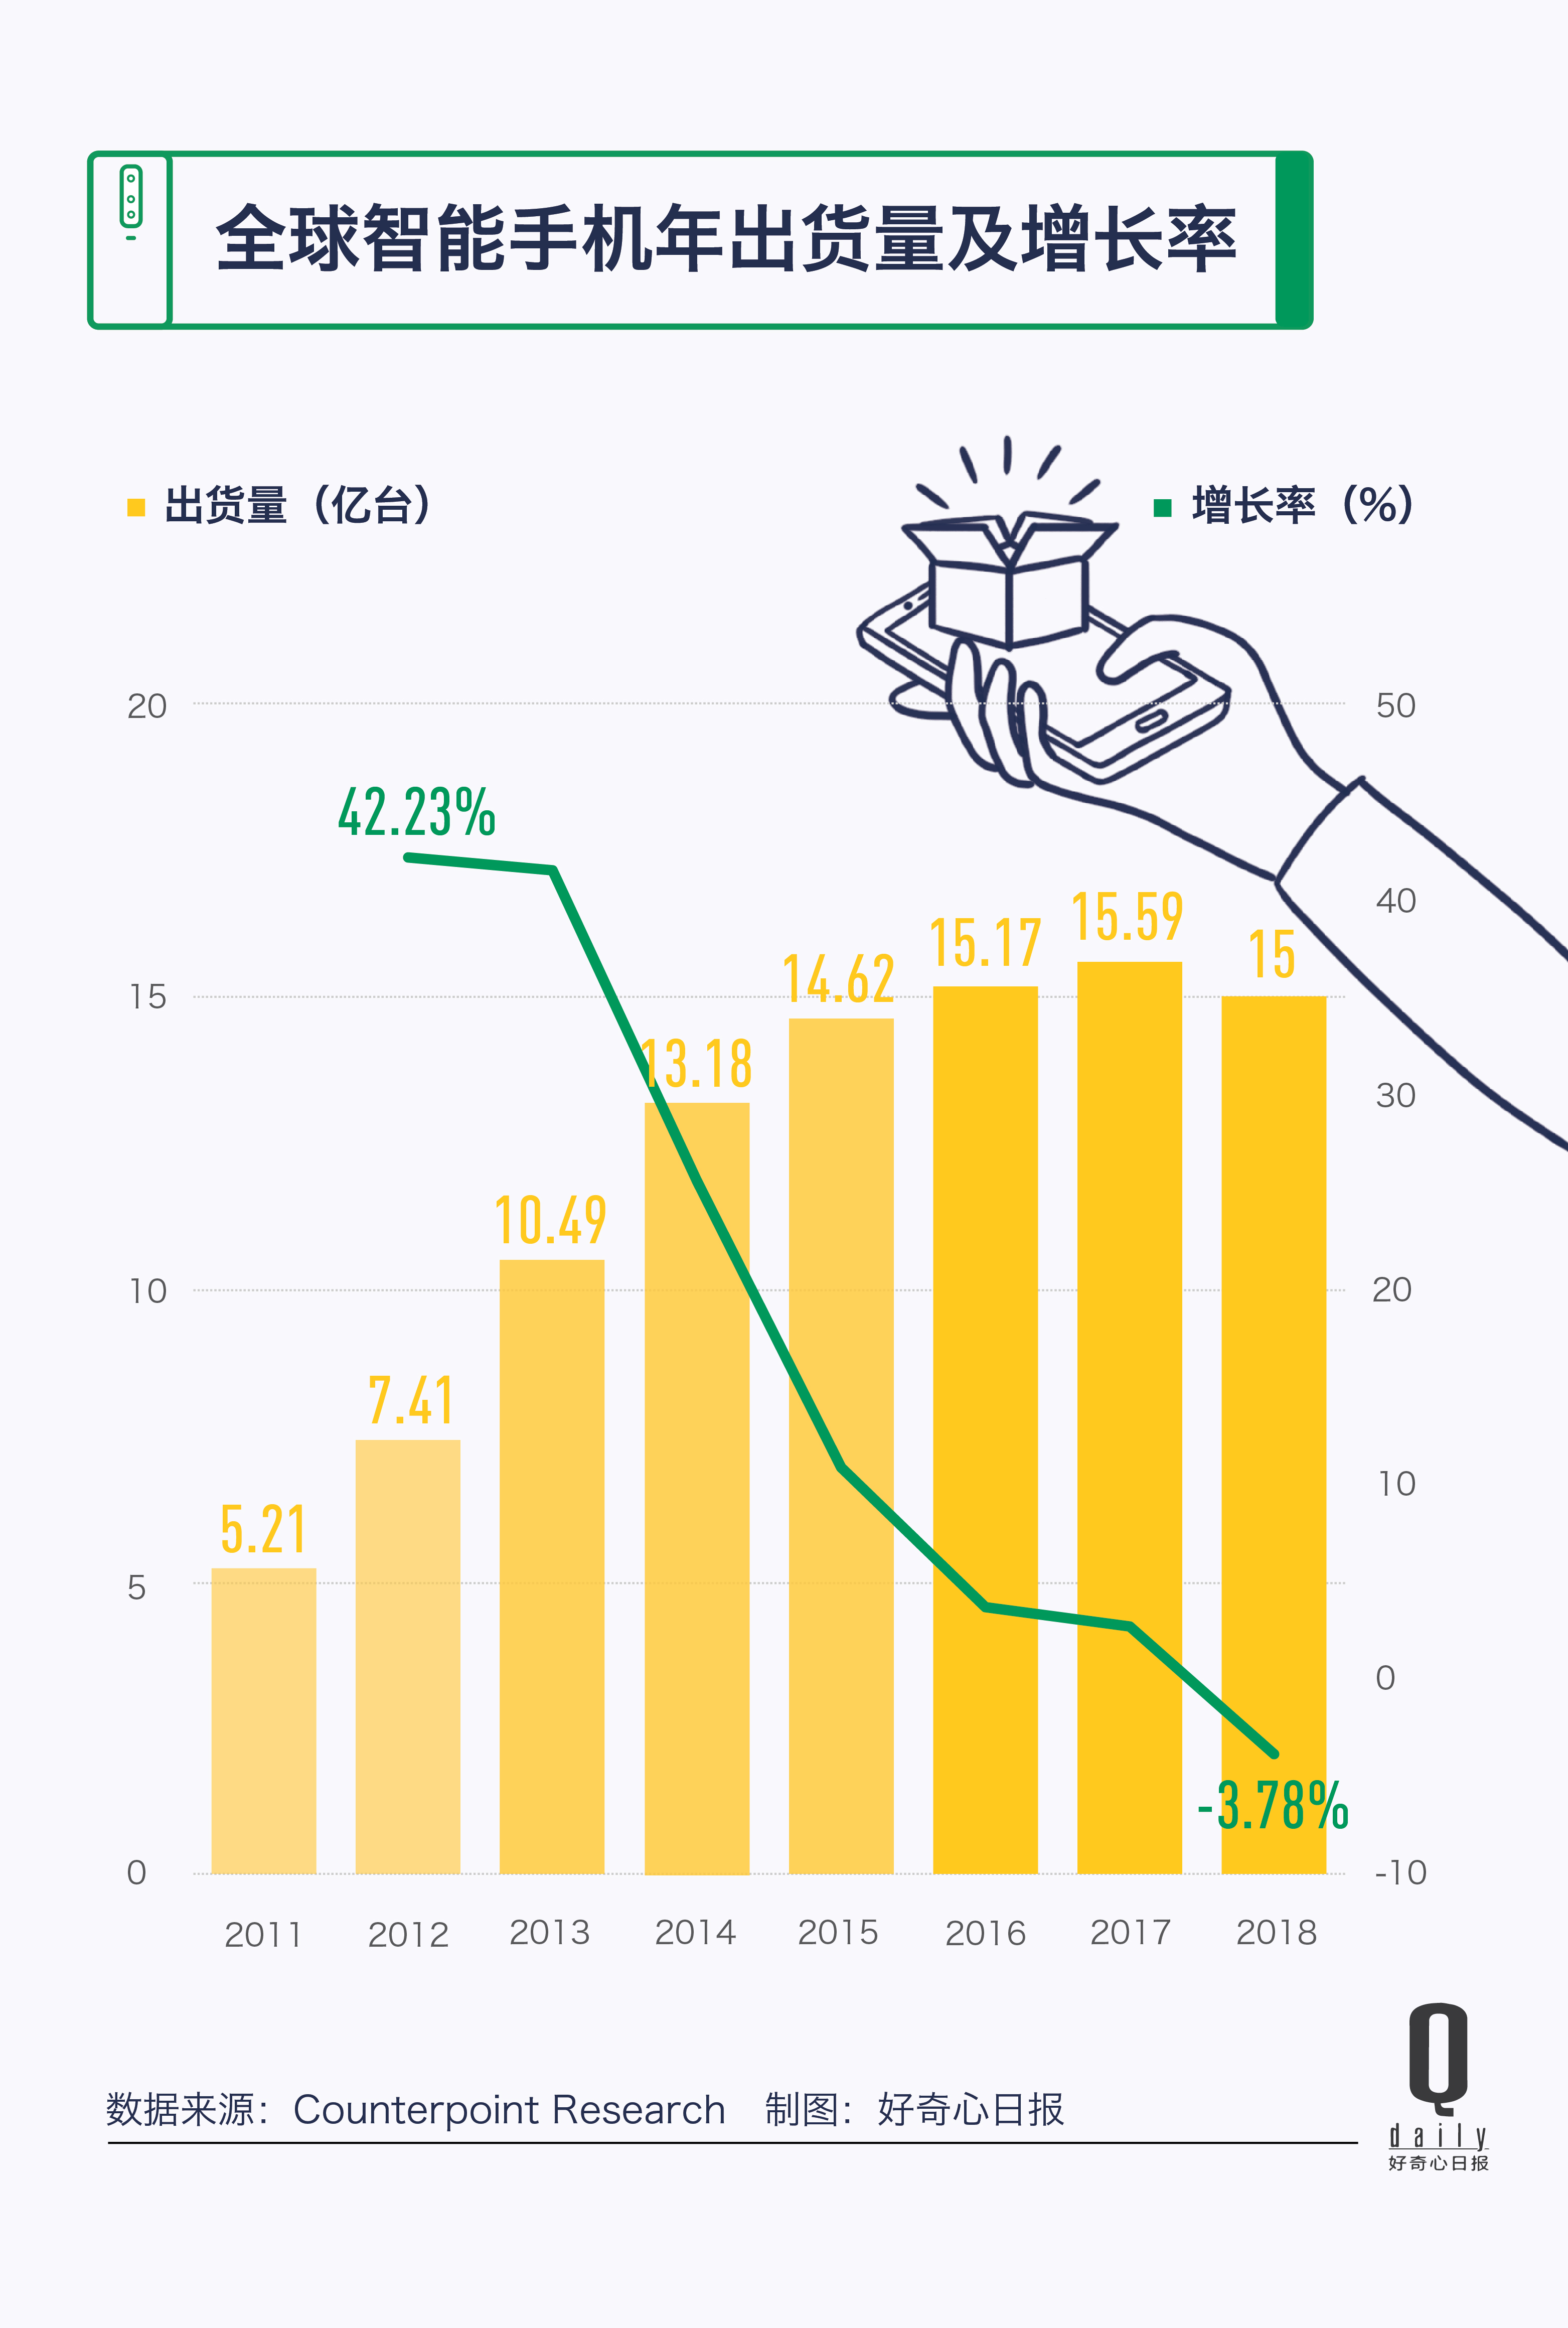 全球智能手机年出货量及增长率
出货量（亿台）
增长率（%）
20
50
42.23%
40
15.59
15.17
15
14.62
15
13.18
30
10.49
10
20
7.41
10
5.21
5
0
-3.78%
0
-10
2011 2012 2013 2014 2015 2016 2017 2018
数据来源：Counterpoint Research 制图：好奇心日报
Q
daily
好奇心日报